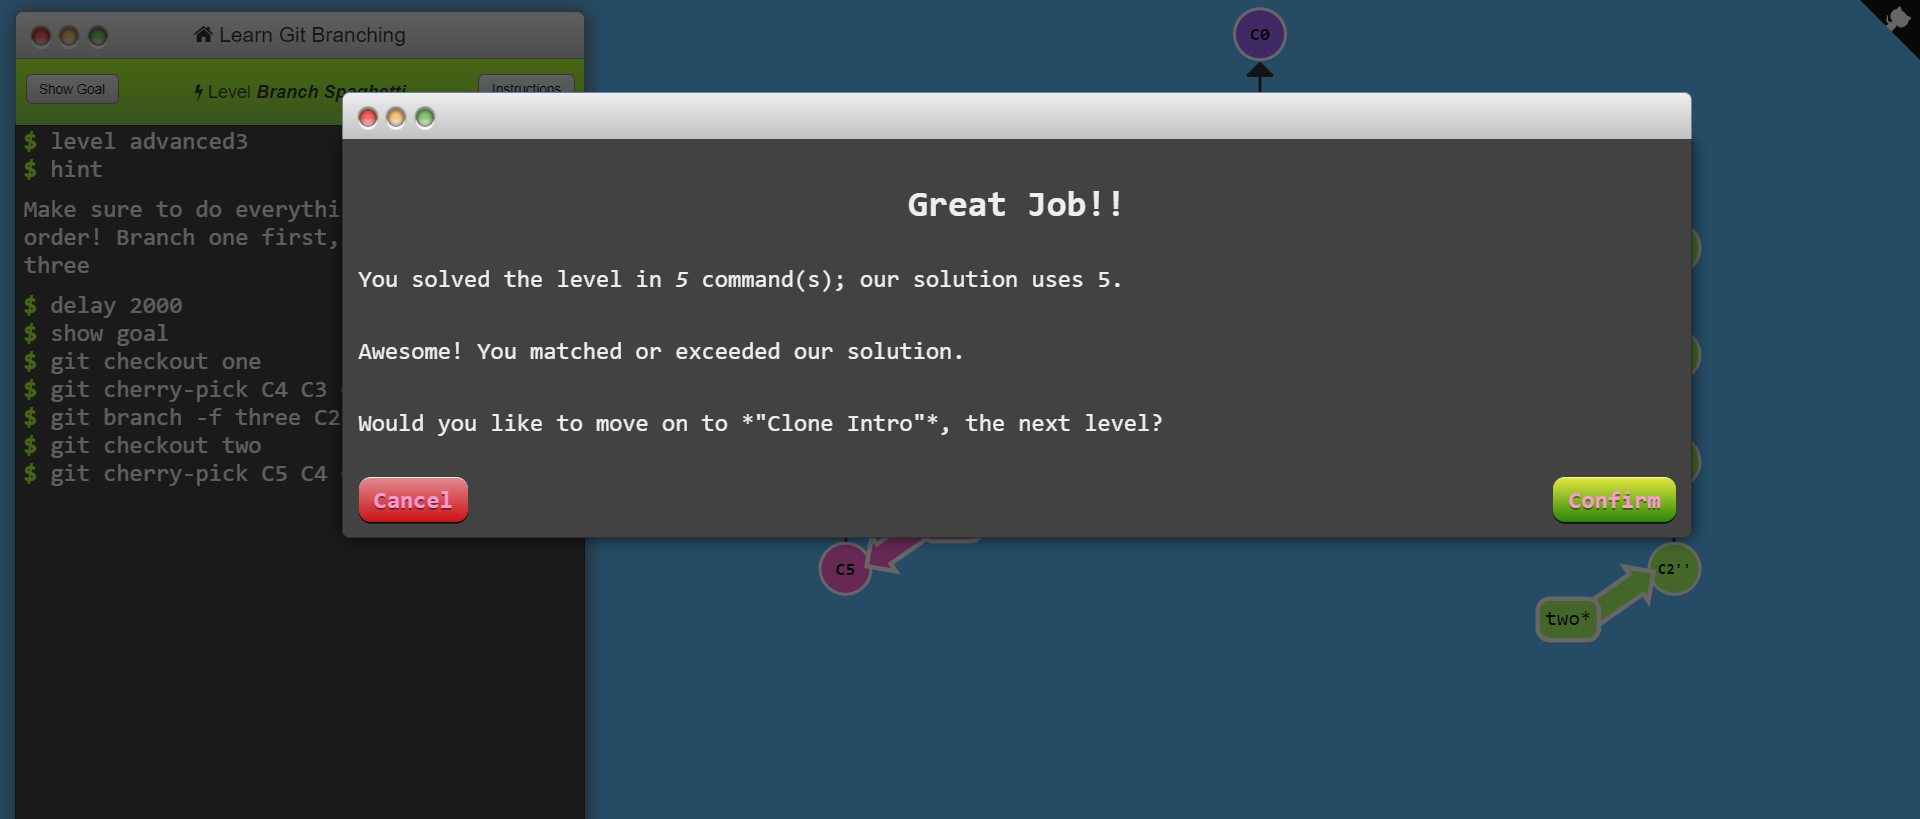 Learn Git Branching
Show Goal
Level Branch Spaghetti
Instructions
$ level advanced3
$ hint
Make sure to do everythi
order! Branch one first,
three
$ delay 2000
$ show goal
$ git checkout one
$ git cherry-pick C4 C3
$ git branch -f three C2
$ git checkout two
$ git cherry-pick C5 C4
C0
Great Job!!
You solved the level in 5 command(s); our solution uses 5.
Awesome! You matched or exceeded our solution.
Would you like to move on to *"Clone Intro"*, the next level?
Cancel
Confirm
C5
C2''
two*